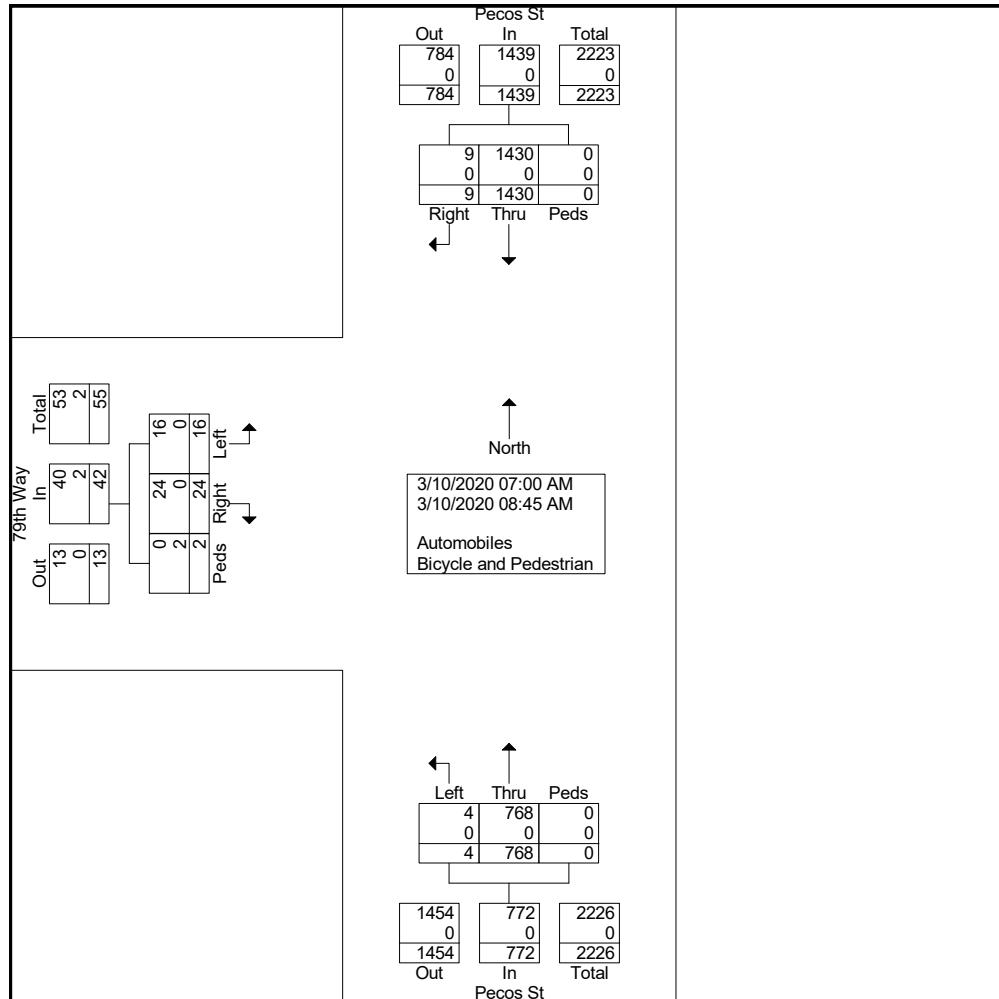 Pecos St
Out In Total
784 1439 2223
0 0 0
784 1439 2223
9 1430 0
0 0 0
9 1430 0
Right Thru Peds
79th Way
Total
53 2 55
In
40 2 42
Out
13 0 13
16 0 16
Left
24 0 24
Right
0 2 2
Peds
North
3/10/2020 07:00 AM
3/10/2020 08:45 AM
Automobiles
Bicycle and Pedestrian
Left Thru Peds
4 768 0
0 0 0
4 768 0
1454 772 2226
0 0 0
1454 772 2226
Out In Total
Pecos St